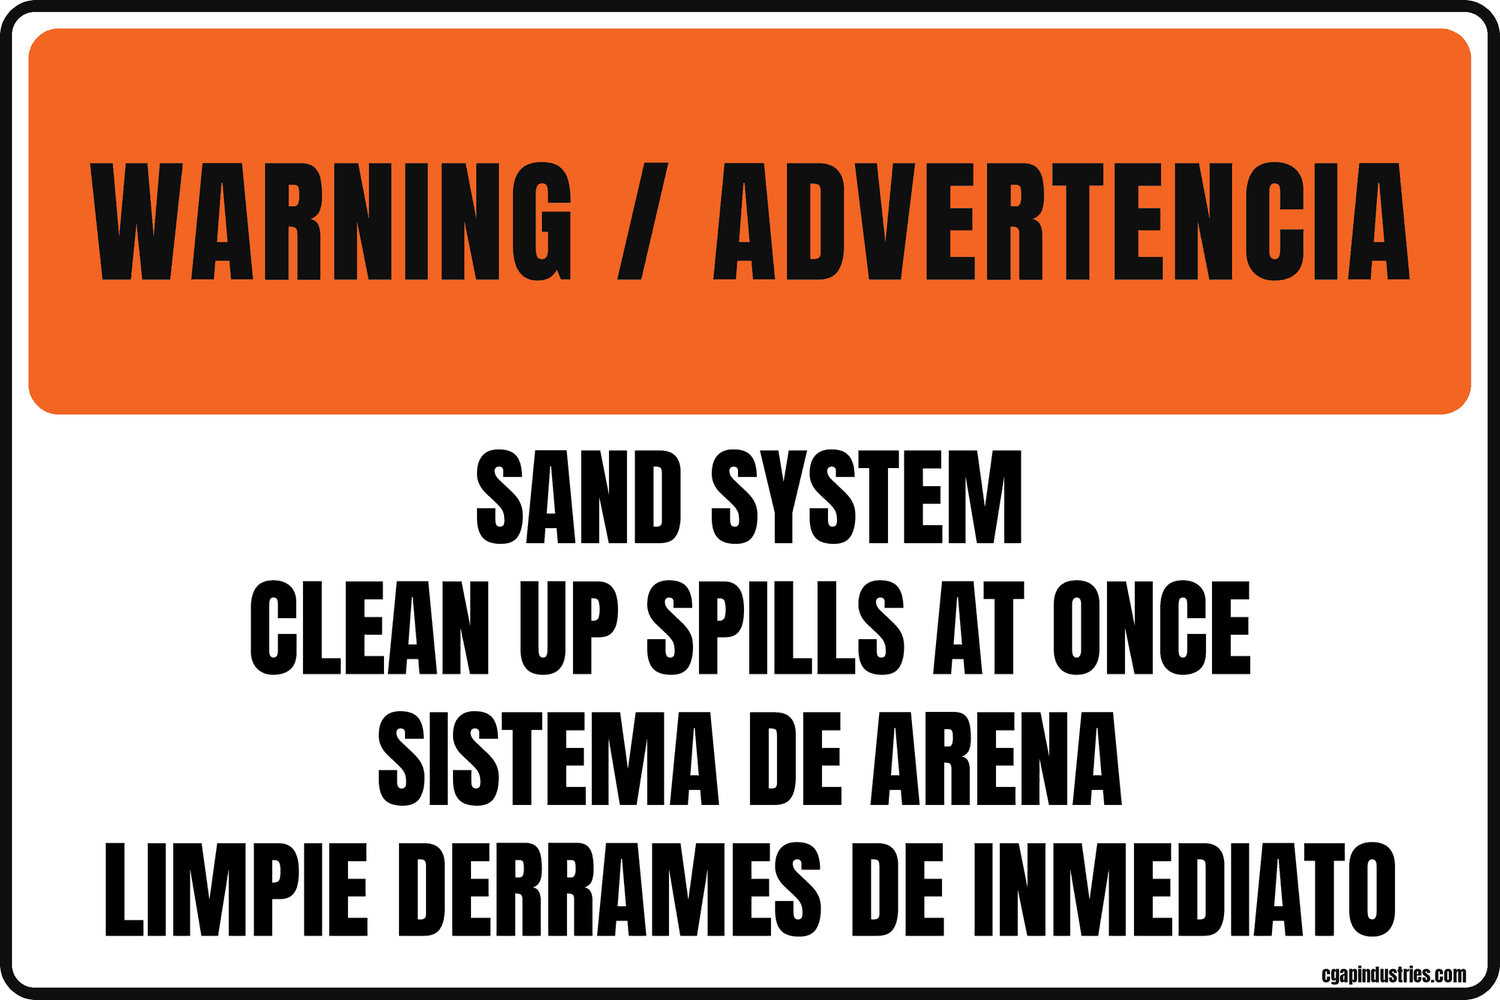 WARNING / ADVERTENCIA
SAND SYSTEM
CLEAN UP SPILLS AT ONCE
SISTEMA DE ARENA
LIMPIE DERRAMES DE INMEDIATO
cgapindustries.com